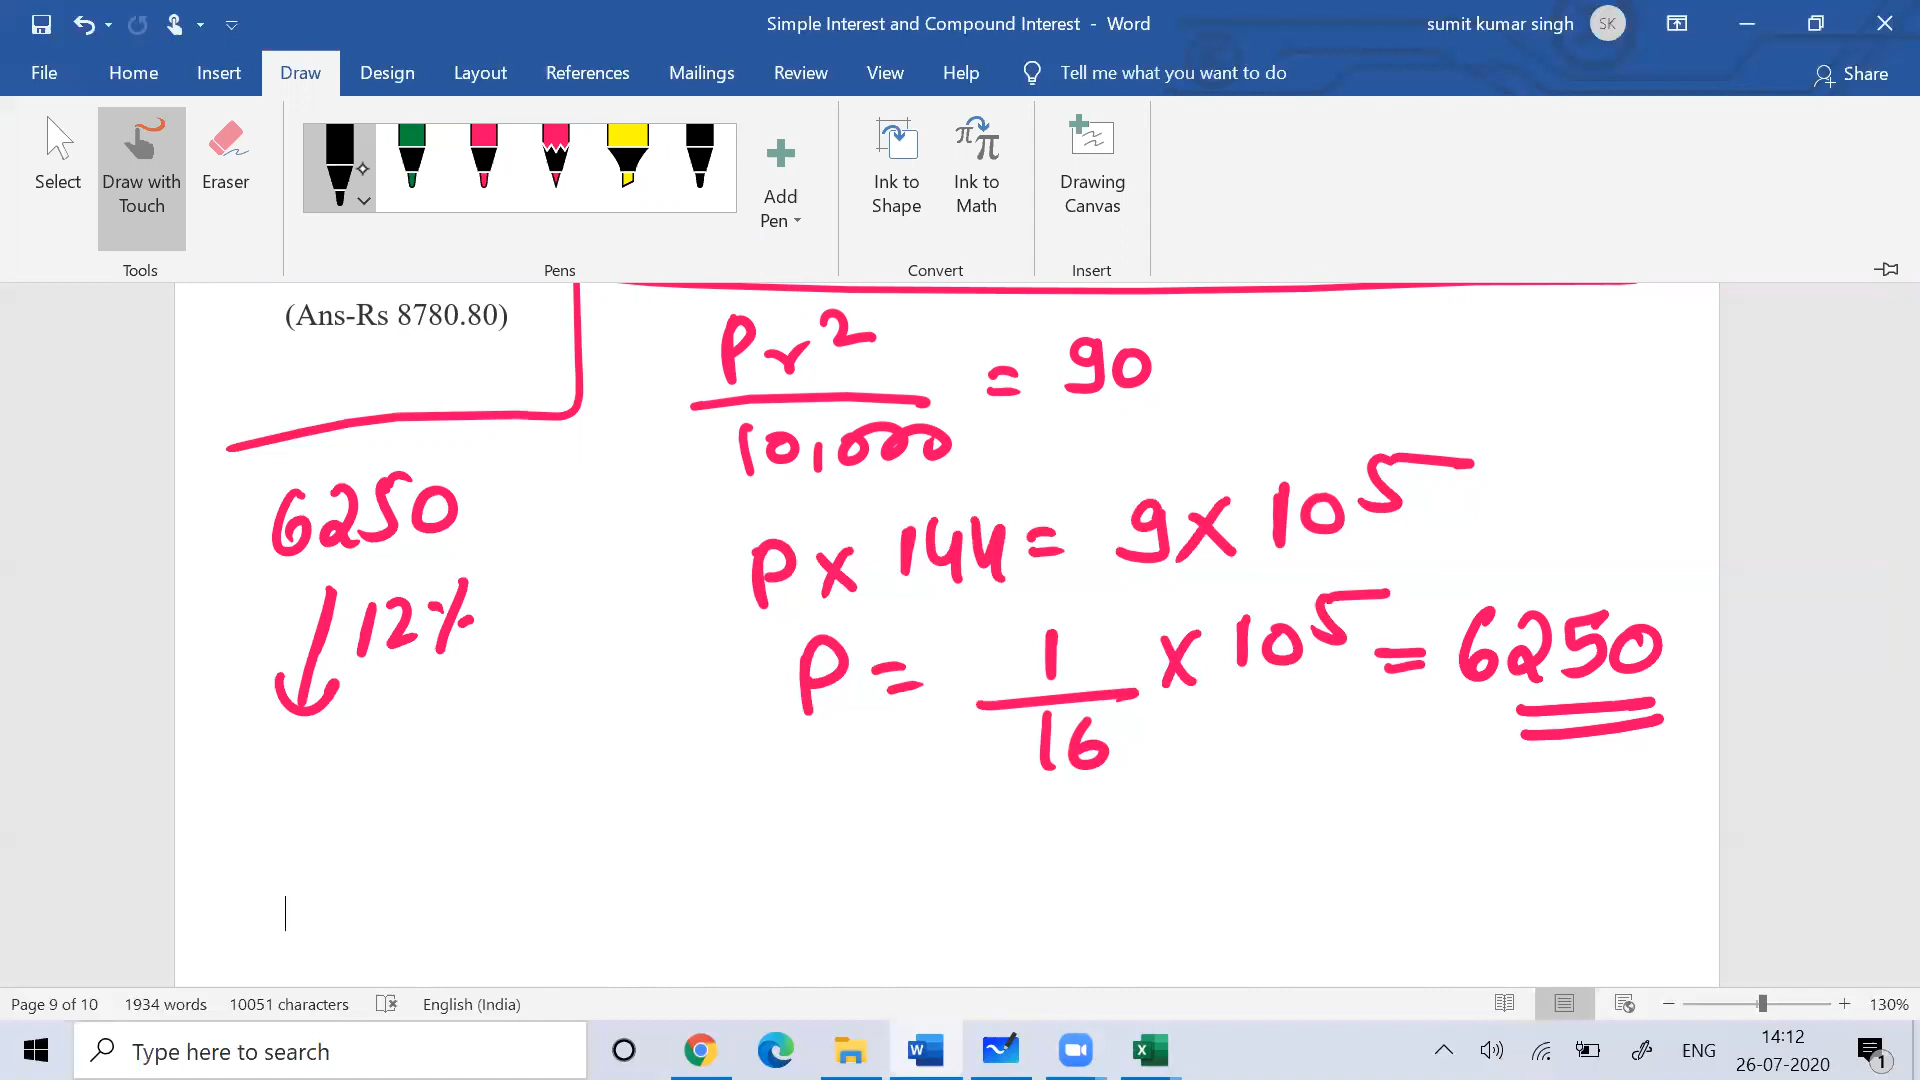 Simple Interest and Compound Interest - Word
sumit kumar singh
SK
File Home Insert Draw Design Layout References Mailings Review View Help Tell me what you want to do Share
Select
Draw with Touch
Eraser
Add Pen
Ink to Shape
Ink to Math
Drawing Canvas
Tools Pens Convert Insert
(Ans-Rs 8780.80)
Pr² / 10,000 = 90
P x 144 = 9 x 10⁵
P = 1/16 x 10⁵ = 6250
6250
12%
Page 9 of 10 1934 words 10051 characters English (India) 130%
Type here to search
ENG
14:12
26-07-2020
1